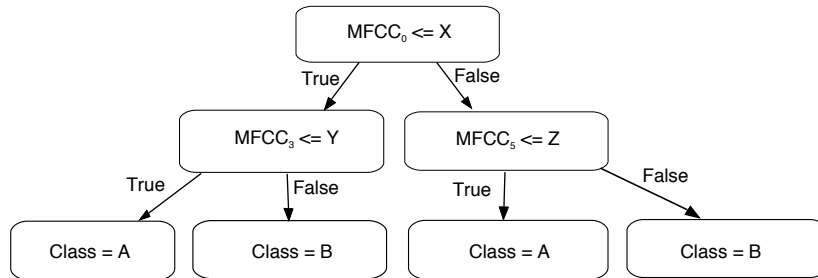 MFCC₀ <= X
True
False
MFCC₃ <= Y
MFCC₅ <= Z
True
False
True
False
Class = A
Class = B
Class = A
Class = B